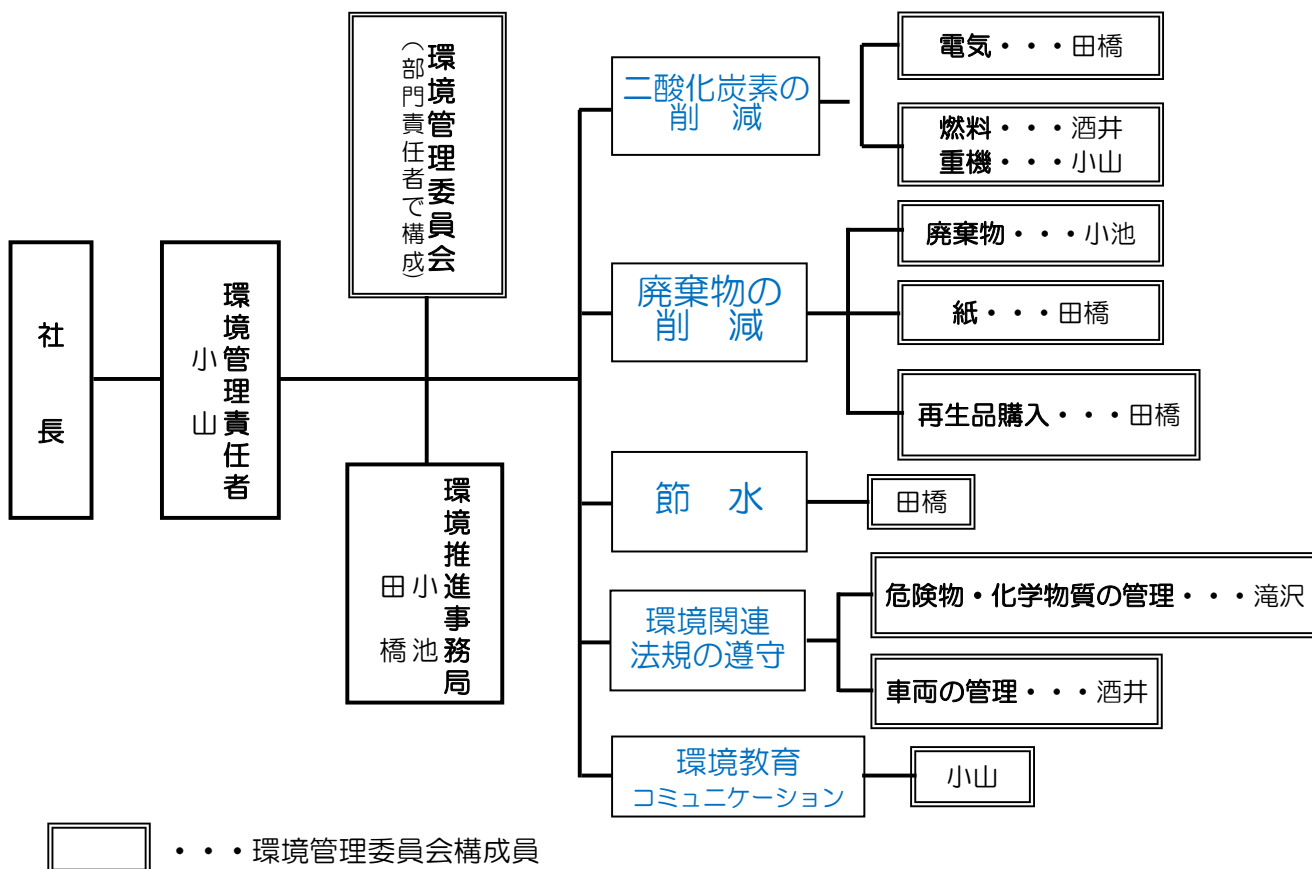 社長
環境管理責任者
小山
環境管理委員会
（部門責任者で構成）
環境推進事務局
小池
田橋
二酸化炭素の
削　減
電気・・・田橋
燃料・・・酒井
重機・・・小山
廃棄物の
削　減
廃棄物・・・小池
紙・・・田橋
再生品購入・・・田橋
節　水
田橋
環境関連
法規の遵守
危険物・化学物質の管理・・・滝沢
車両の管理・・・酒井
環境教育
コミュニケーション
小山
・・・環境管理委員会構成員